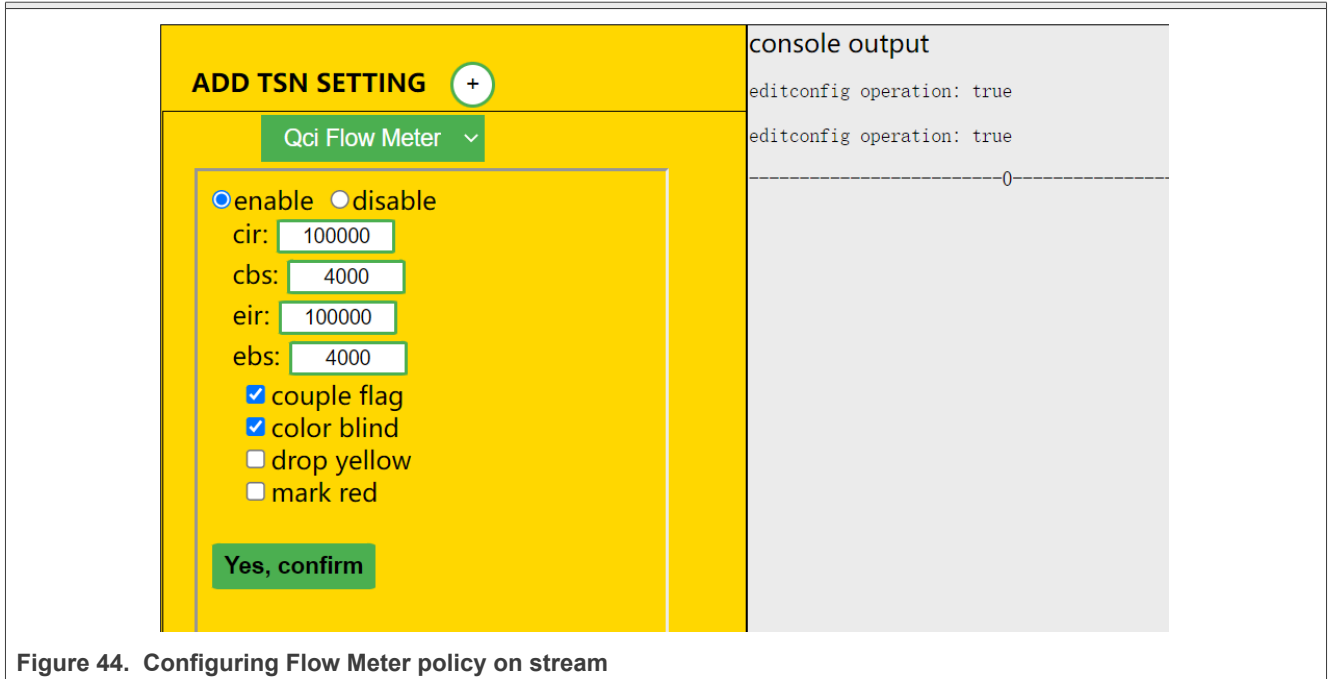 ADD TSN SETTING +
Qci Flow Meter
enable disable
cir: 100000
cbs: 4000
eir: 100000
ebs: 4000
couple flag
color blind
drop yellow
mark red
Yes, confirm
console output
editconfig operation: true
editconfig operation: true
-------------------------0----------------
Figure 44. Configuring Flow Meter policy on stream